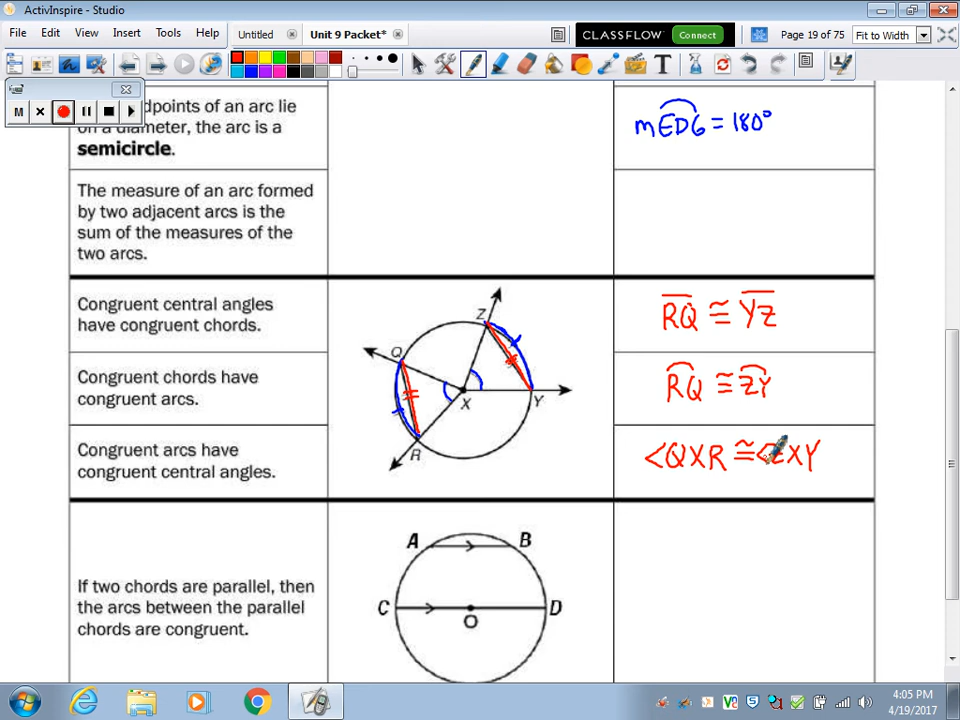 ActivInspire - Studio
File Edit View Insert Tools Help Untitled Unit 9 Packet* CLASSFLOW Connect Page 19 of 75 Fit to Width
M
dpoints of an arc lie
on a diameter, the arc is a
semicircle.
mEDG = 180°
The measure of an arc formed
by two adjacent arcs is the
sum of the measures of the
two arcs.
Congruent central angles
have congruent chords.
RQ ≅ YZ
Congruent chords have
congruent arcs.
RQ ≅ ZY
Congruent arcs have
congruent central angles.
<QXR ≅ <ZXY
Z
Q
X
Y
R
If two chords are parallel, then
the arcs between the parallel
chords are congruent.
A B
C D
O
4:05 PM
4/19/2017